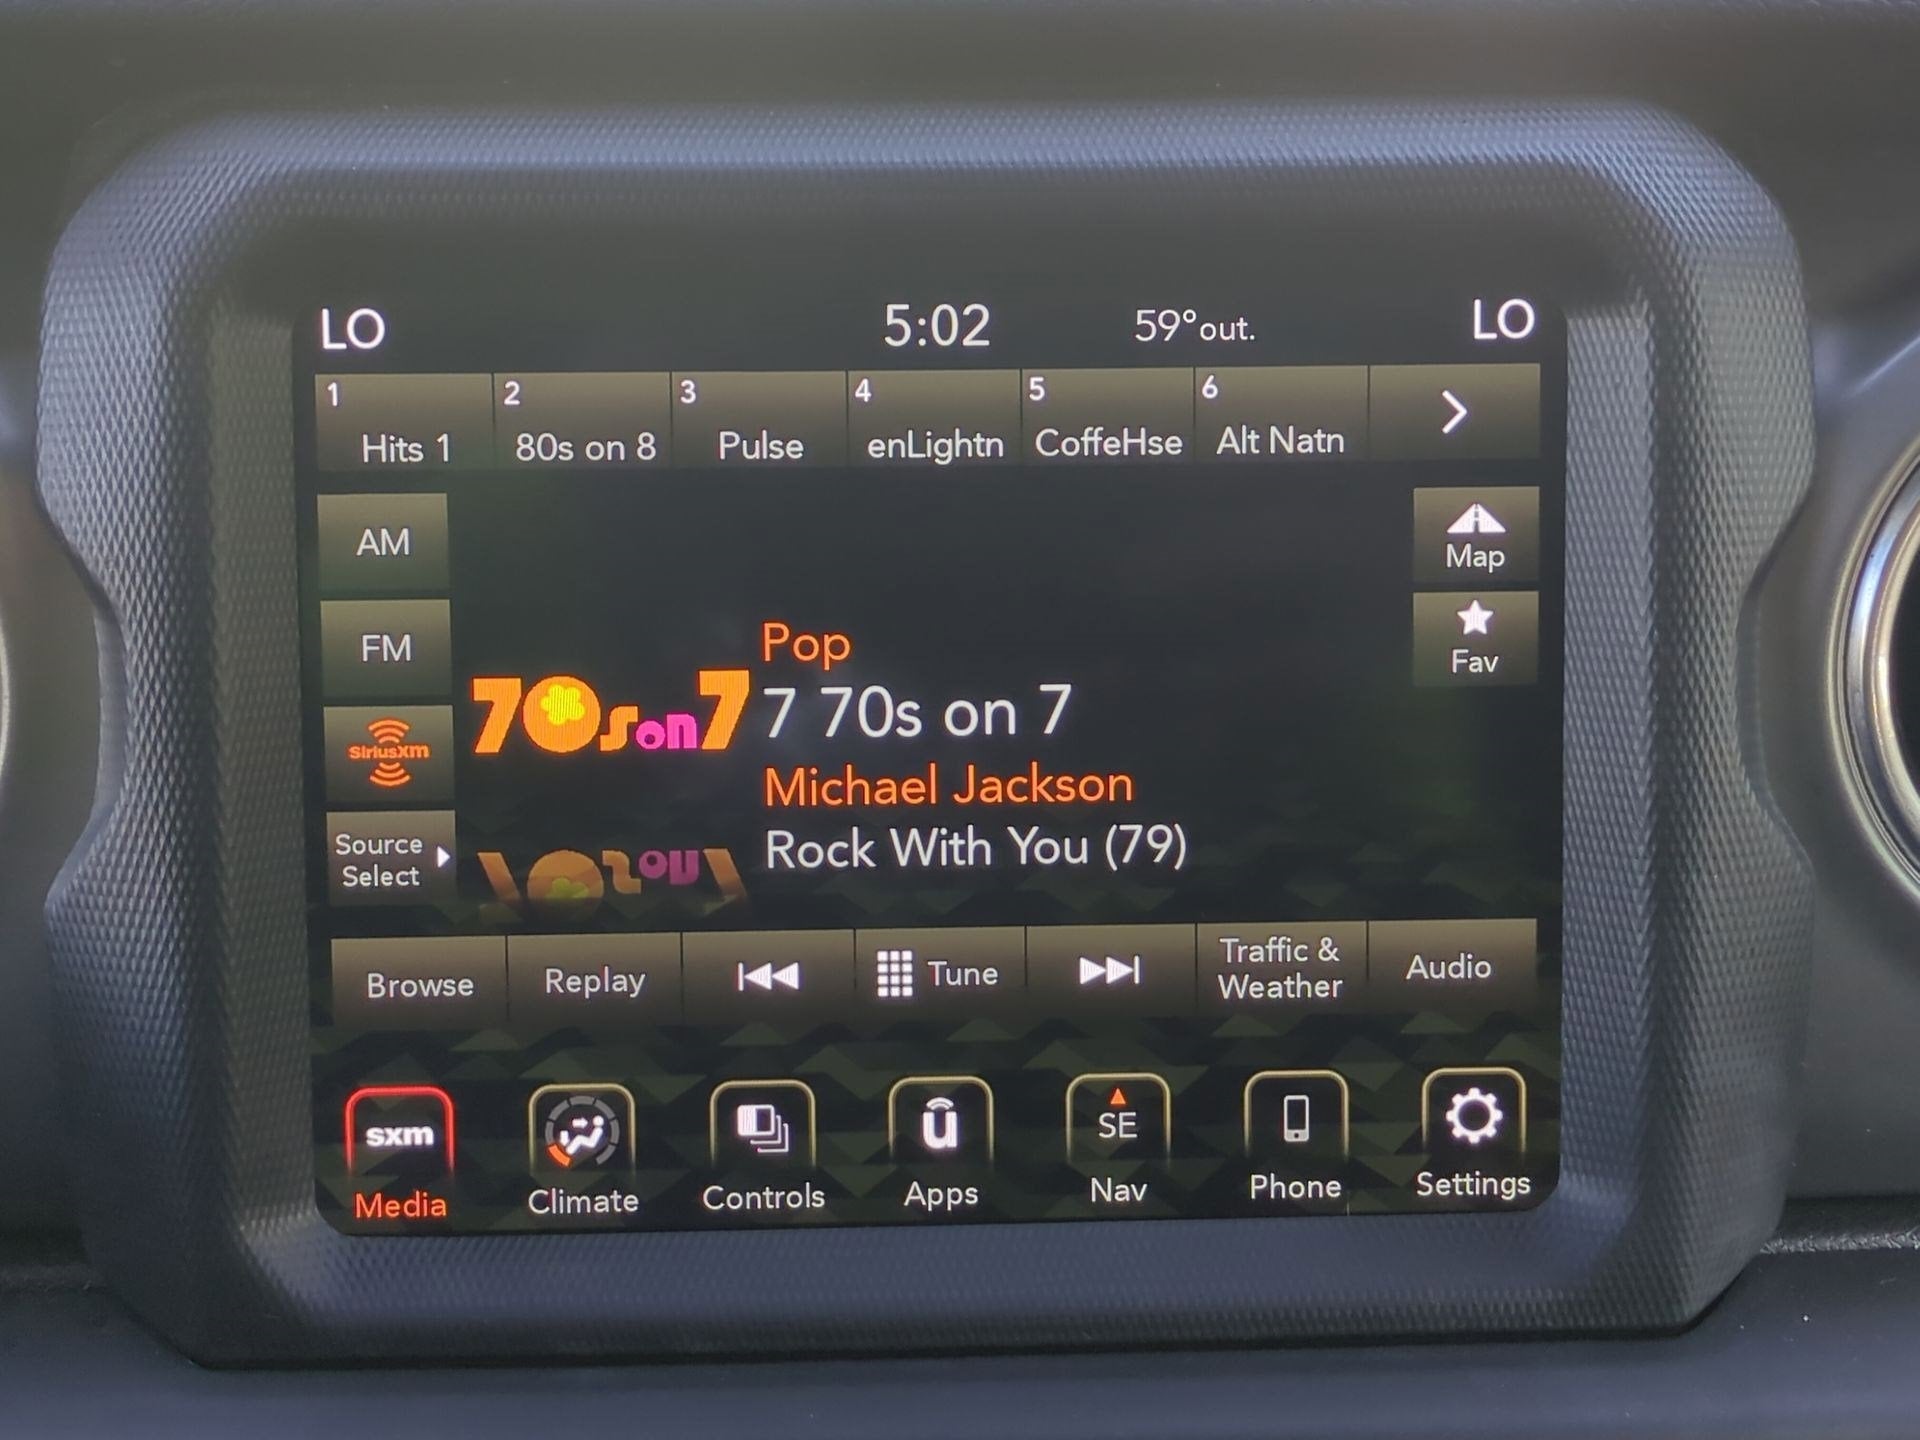 LO 5:02 59°out. LO
1 2 3 4 5 6
Hits 1 80s on 8 Pulse enLightn CoffeHse Alt Natn
AM
Map
FM
Fav
Pop
70s on 7
7 70s on 7
SiriusXM
Michael Jackson
Rock With You (79)
Source
Select
Browse Replay Tune
Traffic &
Weather
Audio
sxm
u
SE
Media Climate Controls Apps Nav Phone Settings